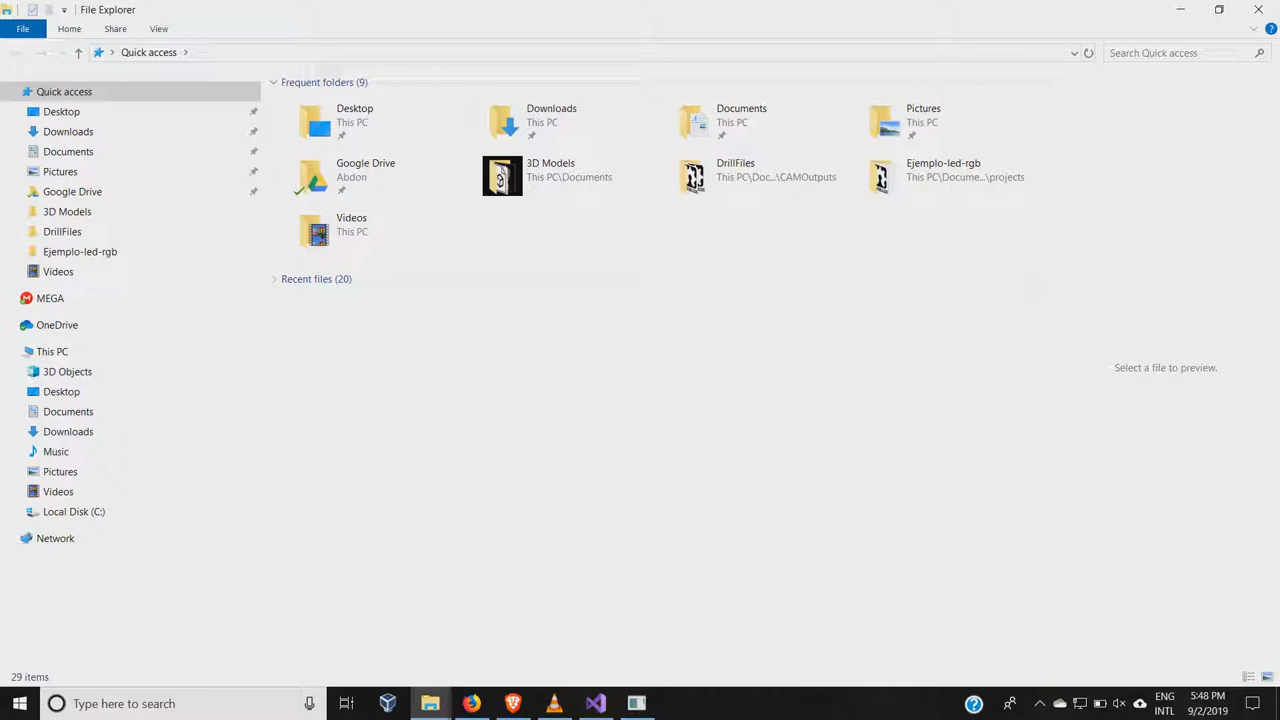 File Explorer
File Home Share View
Quick access
Search Quick access
Quick access
Desktop
Downloads
Documents
Pictures
Google Drive
3D Models
DrillFiles
Ejemplo-led-rgb
Videos
MEGA
OneDrive
This PC
3D Objects
Desktop
Documents
Downloads
Music
Pictures
Videos
Local Disk (C:)
Network
Frequent folders (9)
Desktop
This PC
Downloads
This PC
Documents
This PC
Pictures
This PC
Google Drive
Abdon
3D Models
This PC\Documents
DrillFiles
This PC\Doc...\CAMOutputs
Ejemplo-led-rgb
This PC\Docume...\projects
Videos
This PC
Recent files (20)
Select a file to preview.
29 items
Type here to search
ENG
INTL
5:48 PM
9/2/2019